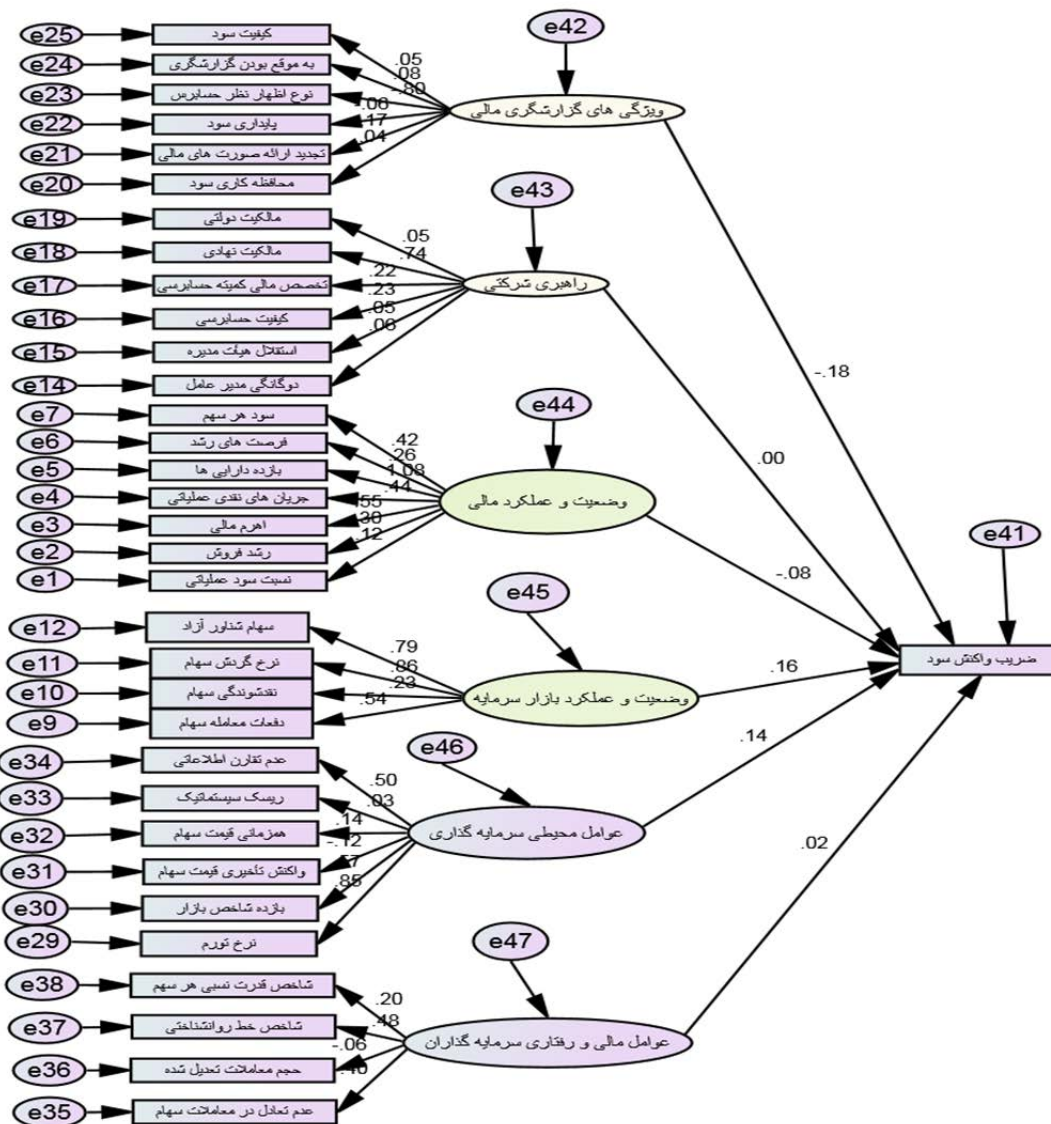 e42
e25 کیفیت سود .05
e24 به موقع بودن گزارشگری .08
e23 نوع اظهار نظر حسابرس -.80
ویژگی های گزارشگری مالی
e22 پایداری سود -.06
e21 تجدید ارائه صورت های مالی .17
e20 محافظه کاری سود .04
e43
e19 مالکیت دولتی .05
e18 مالکیت نهادی .74
e17 تخصص مالی کمیته حسابرسی .22
راهبری شرکتی
e16 کیفیت حسابرسی .23
e15 استقلال هیأت مدیره .05
e14 دوگانگی مدیر عامل .06
-.18
e44
e7 سود هر سهم .42
e6 فرصت های رشد .26
e5 بازده دارایی ها 1.08
.00
e4 جریان های نقدی عملیاتی .44
وضعیت و عملکرد مالی
e3 اهرم مالی .55
e2 رشد فروش .30
e1 نسبت سود عملیاتی .12
e41
-.08
e45
e12 سهام شناور آزاد .79
e11 نرخ گردش سهام .86
ضریب واکنش سود
e10 نقدشوندگی سهام .23
.16
وضعیت و عملکرد بازار سرمایه
e9 دفعات معامله سهام .54
e46
.14
e34 عدم تقارن اطلاعاتی .50
e33 ریسک سیستماتیک .03
e32 همزمانی قیمت سهام .14
عوامل محیطی سرمایه گذاری
.02
e31 واکنش تأخیری قیمت سهام -.12
e30 بازده شاخص بازار
e29 نرخ تورم .85
e47
e38 شاخص قدرت نسبی هر سهم .20
e37 شاخص خط روانشناختی .48
عوامل مالی و رفتاری سرمایه گذاران
e36 حجم معاملات تعدیل شده -.06
e35 عدم تعادل در معاملات سهام .40